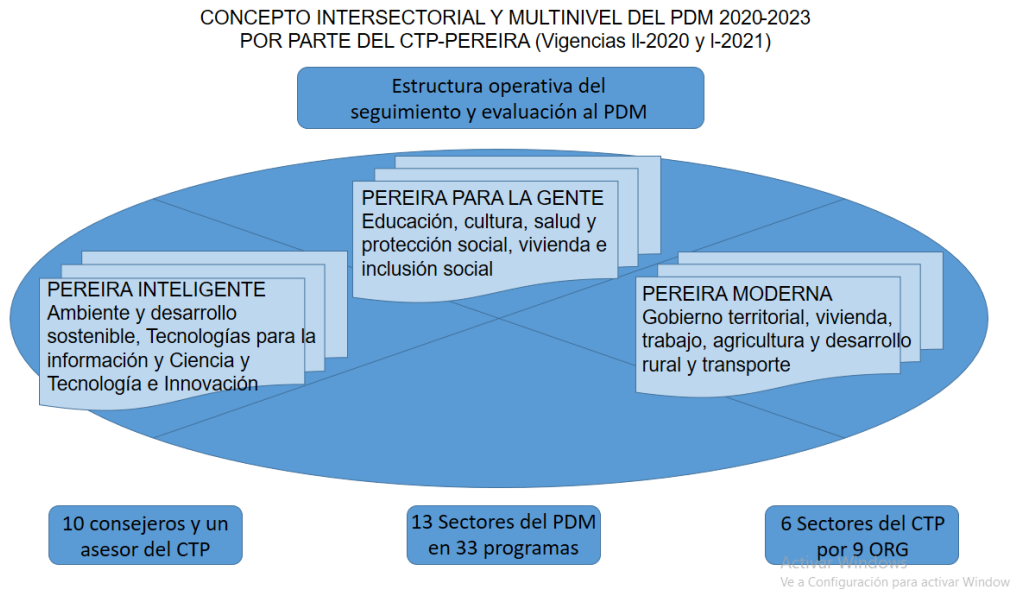 CONCEPTO INTERSECTORIAL Y MULTINIVEL DEL PDM 2020-2023
POR PARTE DEL CTP-PEREIRA (Vigencias II-2020 y I-2021)
Estructura operativa del
seguimiento y evaluación al PDM
PEREIRA PARA LA GENTE
Educación, cultura, salud y
protección social, vivienda e
inclusión social
PEREIRA INTELIGENTE
Ambiente y desarrollo
sostenible, Tecnologías para la
información y Ciencia y
Tecnología e Innovación
PEREIRA MODERNA
Gobierno territorial, vivienda,
trabajo, agricultura y desarrollo
rural y transporte
10 consejeros y un
asesor del CTP
13 Sectores del PDM
en 33 programas
6 Sectores del CTP
por 9 ORG
Activar Windows
Ve a Configuración para activar Window